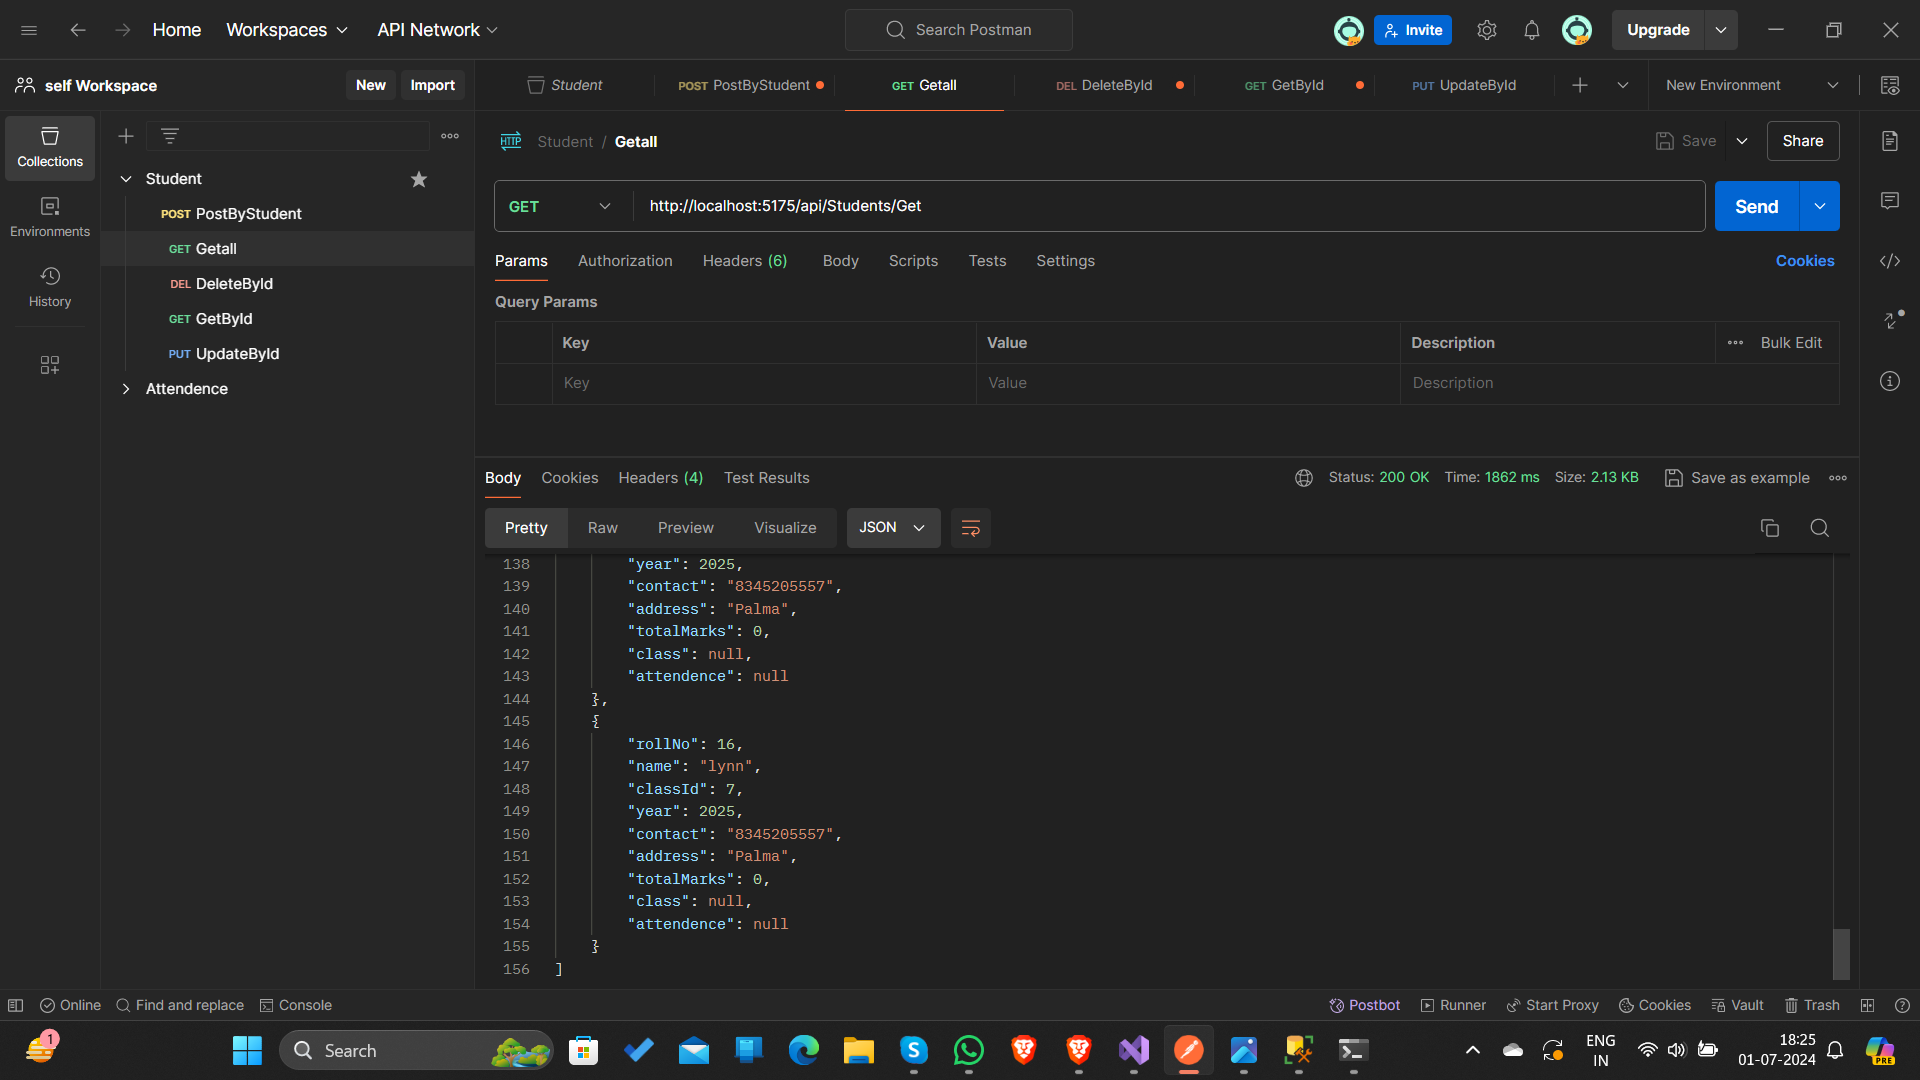 Home Workspaces API Network Search Postman Invite Upgrade
self Workspace New Import Student POST PostByStudent GET Getall DEL DeleteById GET GetById PUT UpdateById New Environment
Collections
Environments
History
Student
POST PostByStudent
GET Getall
DEL DeleteById
GET GetById
PUT UpdateById
Attendence
HTTP Student / Getall Save Share
GET http://localhost:5175/api/Students/Get Send
Params Authorization Headers (6) Body Scripts Tests Settings Cookies
Query Params
Key Value Description Bulk Edit
Key Value Description
Body Cookies Headers (4) Test Results Status: 200 OK Time: 1862 ms Size: 2.13 KB Save as example
Pretty Raw Preview Visualize JSON
138 "year": 2025,
139 "contact": "8345205557",
140 "address": "Palma",
141 "totalMarks": 0,
142 "class": null,
143 "attendence": null
144 },
145 {
146 "rollNo": 16,
147 "name": "lynn",
148 "classId": 7,
149 "year": 2025,
150 "contact": "8345205557",
151 "address": "Palma",
152 "totalMarks": 0,
153 "class": null,
154 "attendence": null
155 }
156 ]
Online Find and replace Console Postbot Runner Start Proxy Cookies Vault Trash
1 Search ENG 18:25
IN 01-07-2024 PRE